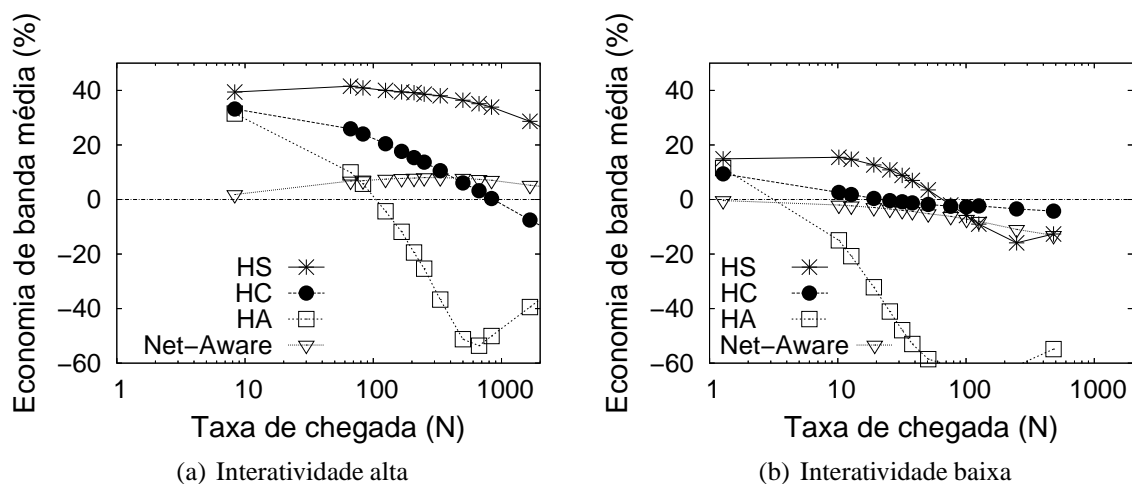 Economia de banda média (%)
40
20
0
−20
−40
−60
HS
HC
HA
Net−Aware
1
10
100
1000
Taxa de chegada (N)
(a) Interatividade alta
Economia de banda média (%)
40
20
0
−20
−40
−60
HS
HC
HA
Net−Aware
1
10
100
1000
Taxa de chegada (N)
(b) Interatividade baixa